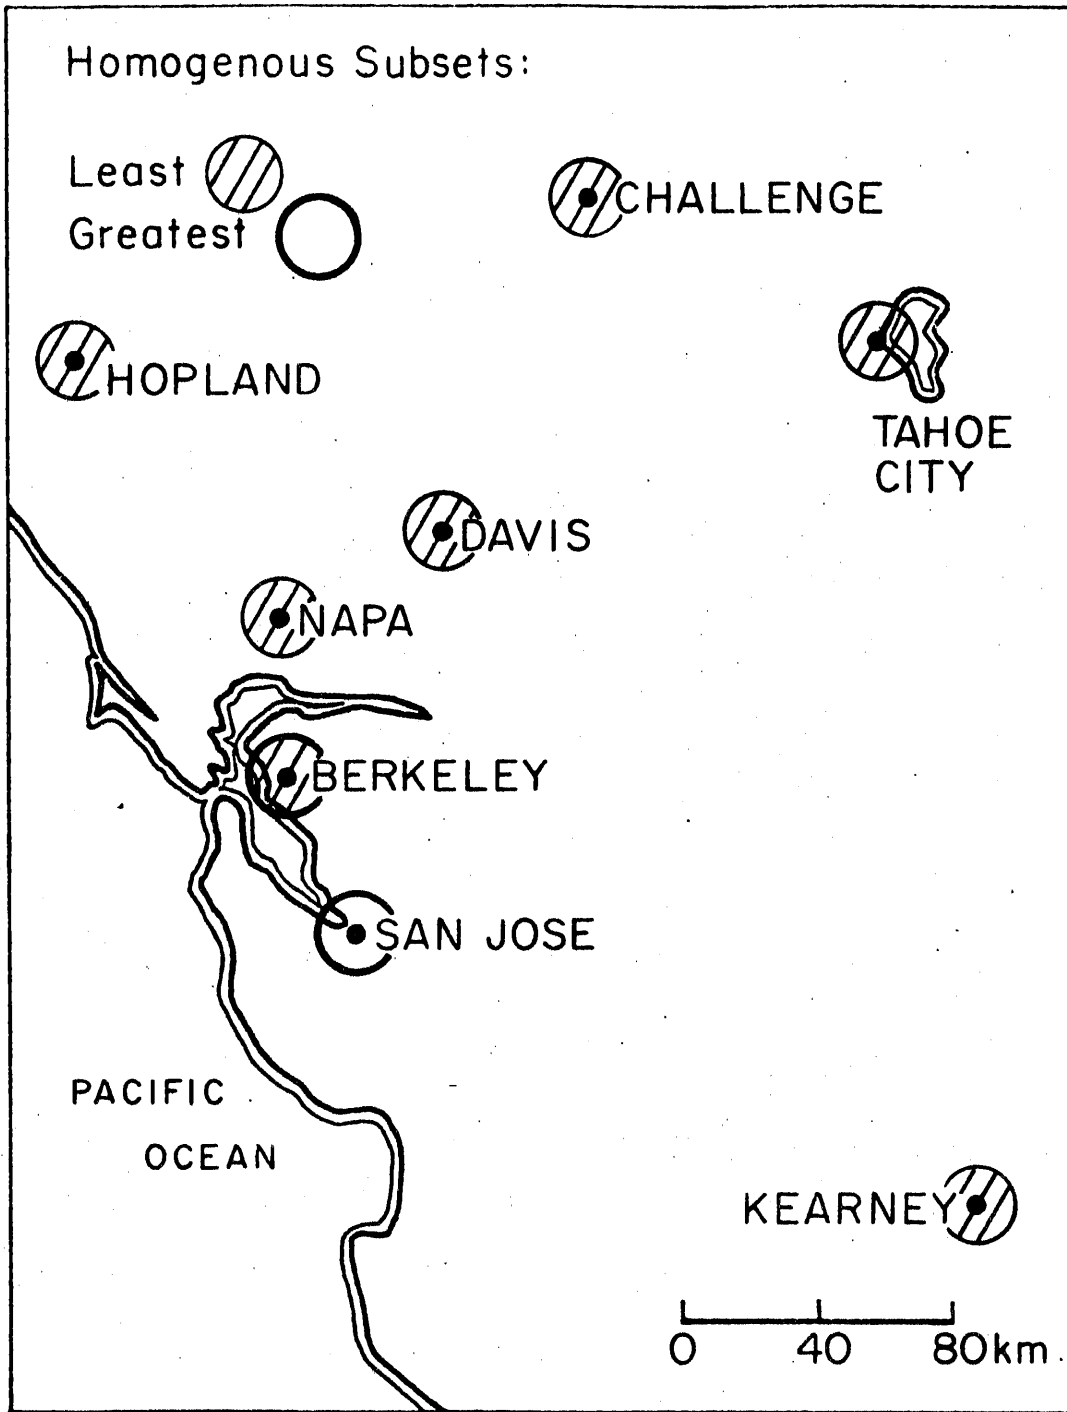 Homogenous Subsets:
Least
Greatest
CHALLENGE
HOPLAND
TAHOE
CITY
DAVIS
NAPA
BERKELEY
SAN JOSE
PACIFIC
OCEAN
KEARNEY
0 40 80km